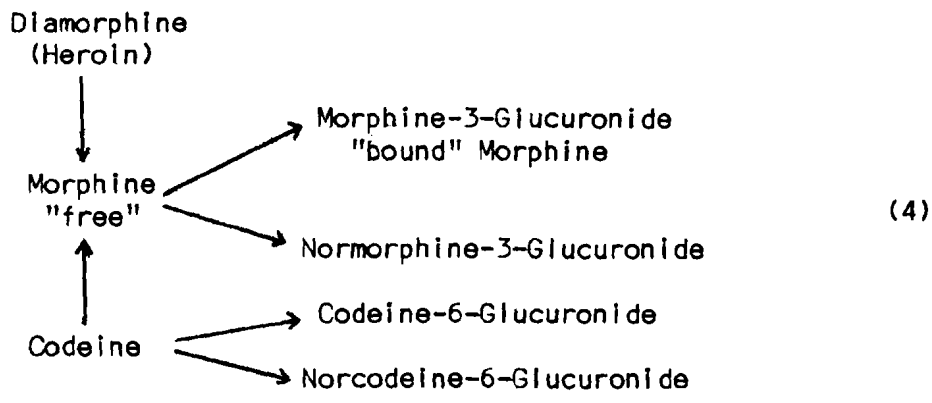 Diamorphine
(Heroin)
Morphine-3-Glucuronide
"bound" Morphine
Morphine
"free"
(4)
Normorphine-3-Glucuronide
Codeine-6-Glucuronide
Codeine
Norcodeine-6-Glucuronide